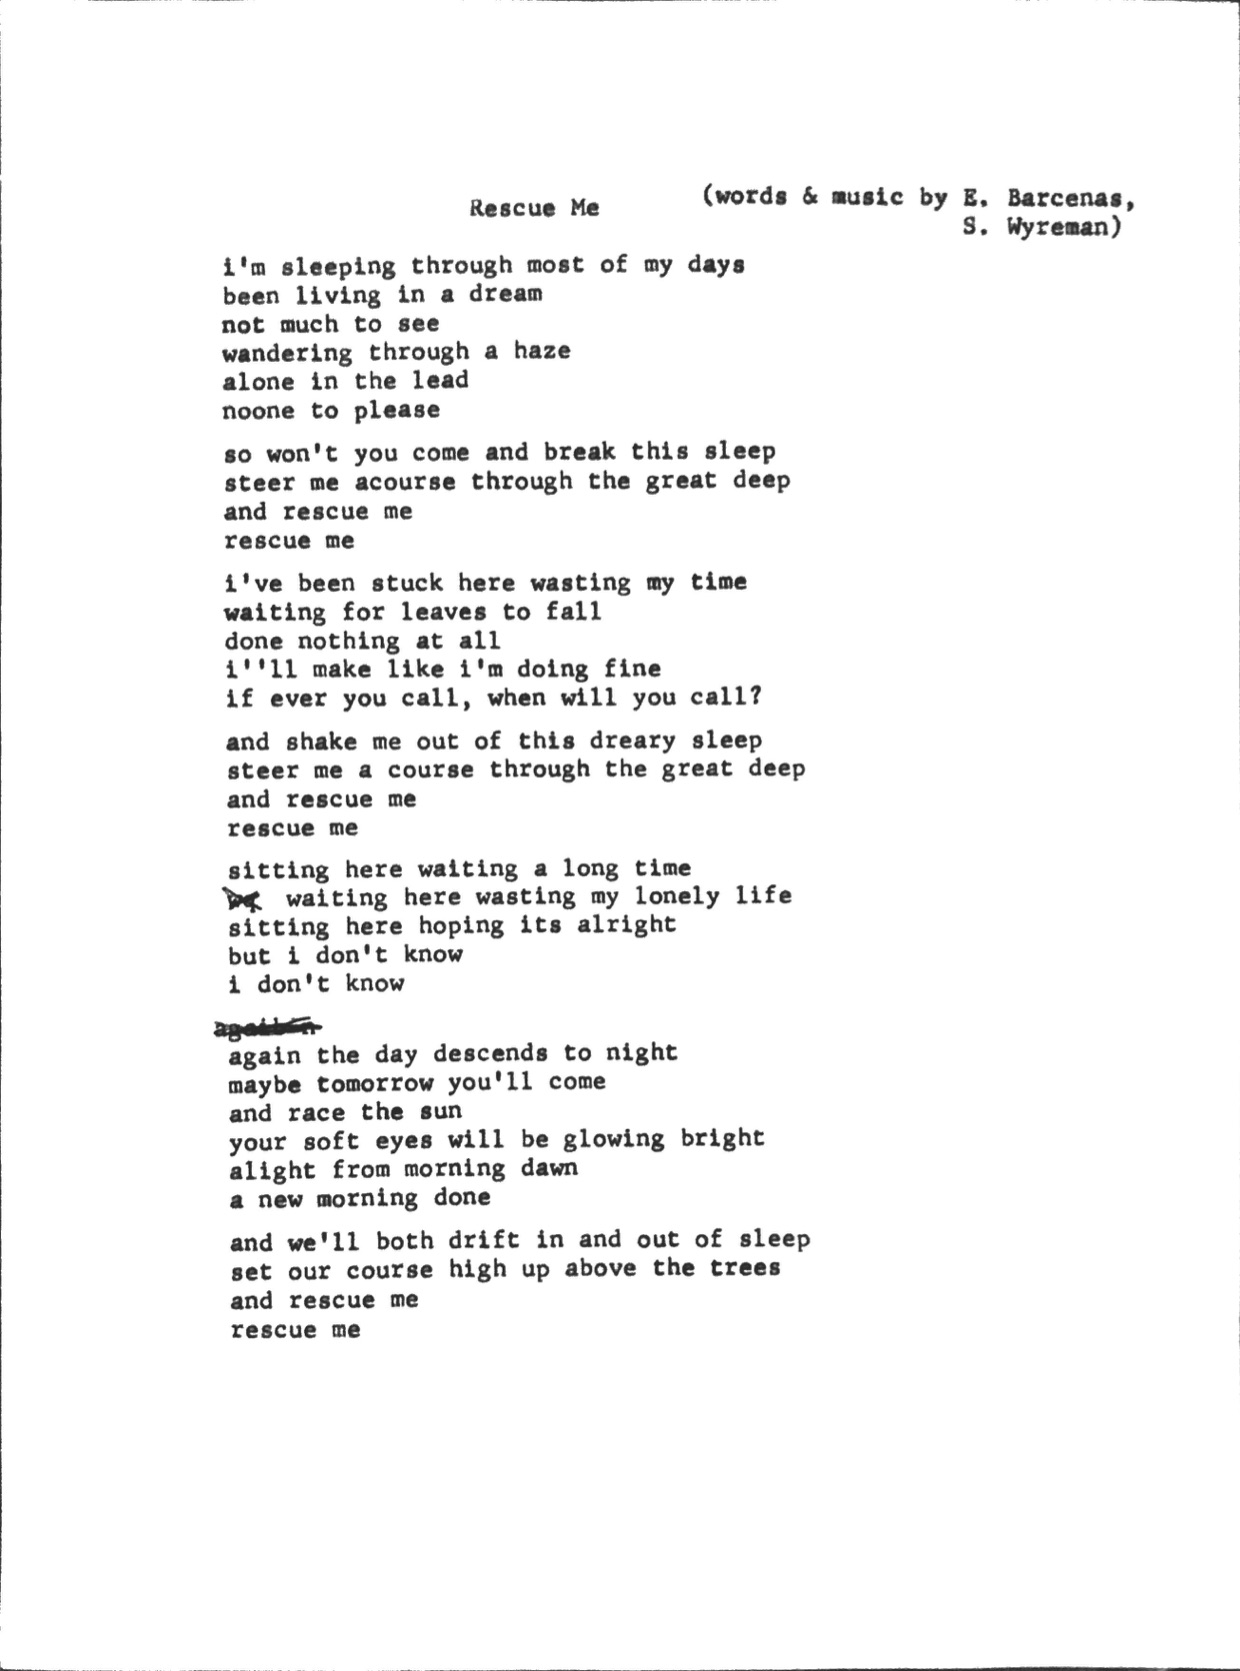 Rescue Me (words & music by E. Barcenas,
S. Wyreman)
i'm sleeping through most of my days
been living in a dream
not much to see
wandering through a haze
alone in the lead
noone to please
so won't you come and break this sleep
steer me acourse through the great deep
and rescue me
rescue me
i've been stuck here wasting my time
waiting for leaves to fall
done nothing at all
i''ll make like i'm doing fine
if ever you call, when will you call?
and shake me out of this dreary sleep
steer me a course through the great deep
and rescue me
rescue me
sitting here waiting a long time
waiting here wasting my lonely life
sitting here hoping its alright
but i don't know
i don't know
again the day descends to night
maybe tomorrow you'll come
and race the sun
your soft eyes will be glowing bright
alight from morning dawn
a new morning done
and we'll both drift in and out of sleep
set our course high up above the trees
and rescue me
rescue me